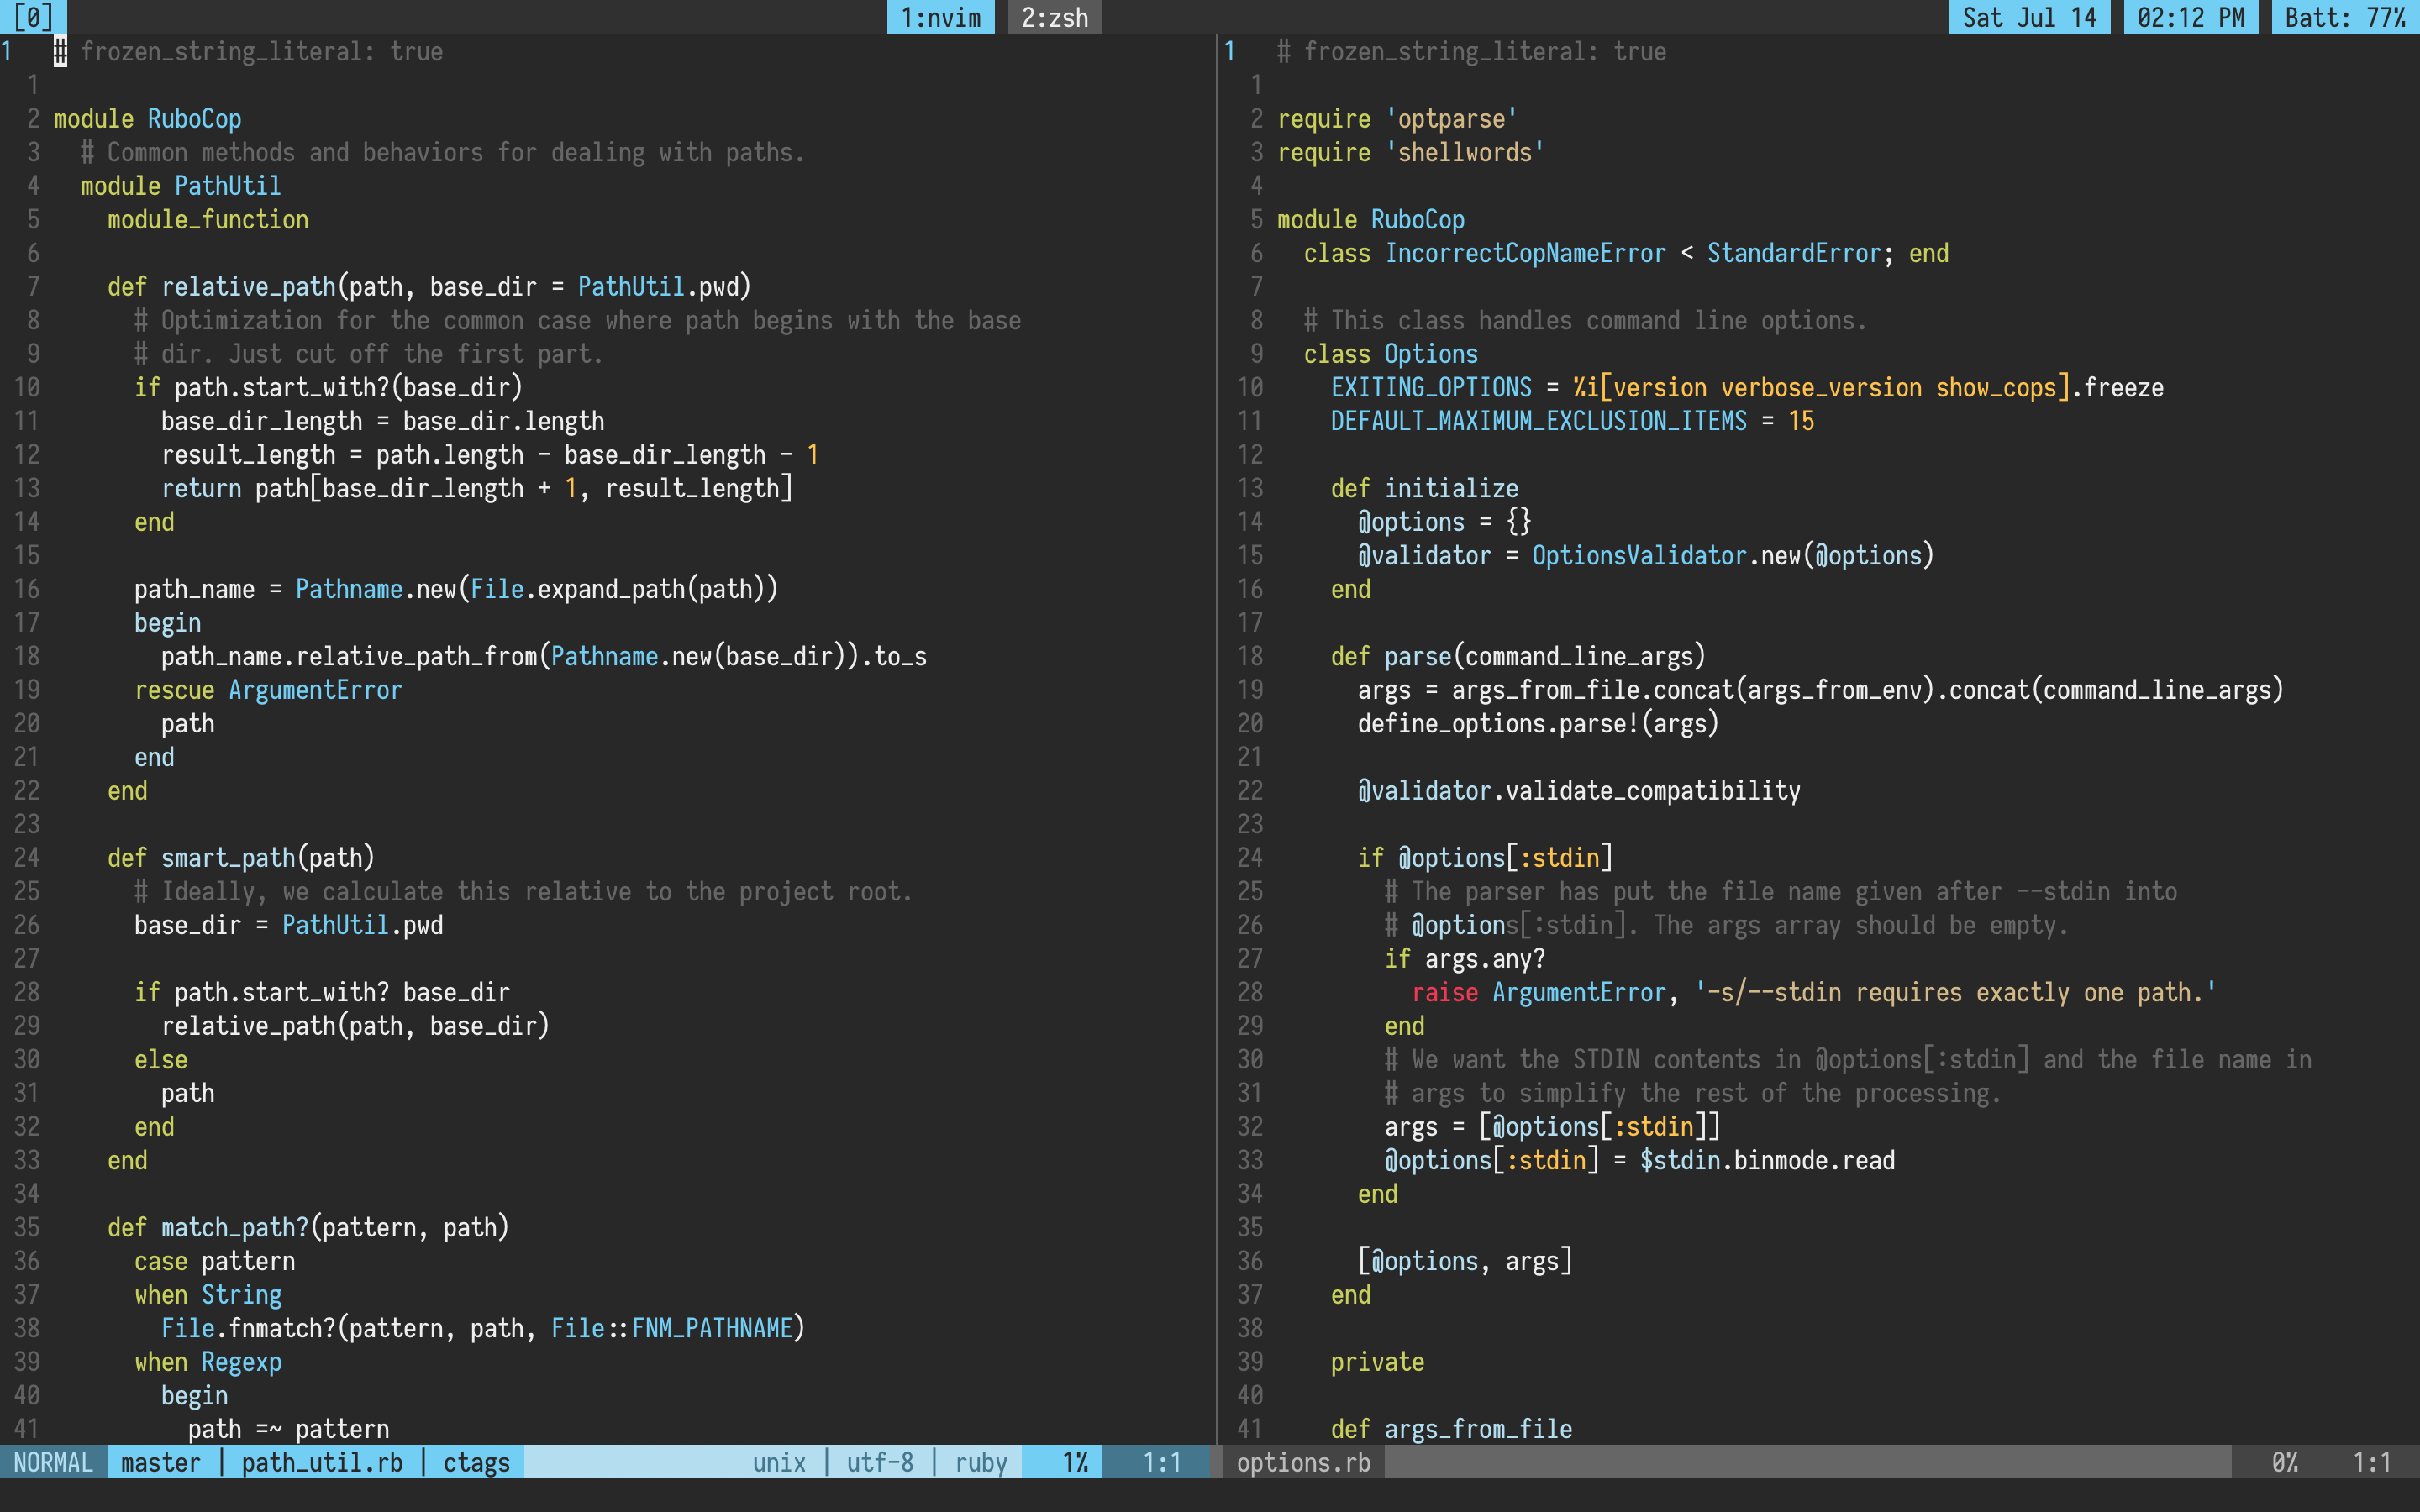 [0] 1:nvim 2:zsh Sat Jul 14 02:12 PM Batt: 77%
1 # frozen_string_literal: true
1
2 module RuboCop
3 # Common methods and behaviors for dealing with paths.
4 module PathUtil
5 module_function
6
7 def relative_path(path, base_dir = PathUtil.pwd)
8 # Optimization for the common case where path begins with the base
9 # dir. Just cut off the first part.
10 if path.start_with?(base_dir)
11 base_dir_length = base_dir.length
12 result_length = path.length - base_dir_length - 1
13 return path[base_dir_length + 1, result_length]
14 end
15
16 path_name = Pathname.new(File.expand_path(path))
17 begin
18 path_name.relative_path_from(Pathname.new(base_dir)).to_s
19 rescue ArgumentError
20 path
21 end
22 end
23
24 def smart_path(path)
25 # Ideally, we calculate this relative to the project root.
26 base_dir = PathUtil.pwd
27
28 if path.start_with? base_dir
29 relative_path(path, base_dir)
30 else
31 path
32 end
33 end
34
35 def match_path?(pattern, path)
36 case pattern
37 when String
38 File.fnmatch?(pattern, path, File::FNM_PATHNAME)
39 when Regexp
40 begin
41 path =~ pattern
NORMAL master | path_util.rb | ctags unix | utf-8 | ruby 1% 1:1
1 # frozen_string_literal: true
1
2 require 'optparse'
3 require 'shellwords'
4
5 module RuboCop
6 class IncorrectCopNameError < StandardError; end
7
8 # This class handles command line options.
9 class Options
10 EXITING_OPTIONS = %i[version verbose_version show_cops].freeze
11 DEFAULT_MAXIMUM_EXCLUSION_ITEMS = 15
12
13 def initialize
14 @options = {}
15 @validator = OptionsValidator.new(@options)
16 end
17
18 def parse(command_line_args)
19 args = args_from_file.concat(args_from_env).concat(command_line_args)
20 define_options.parse!(args)
21
22 @validator.validate_compatibility
23
24 if @options[:stdin]
25 # The parser has put the file name given after --stdin into
26 # @options[:stdin]. The args array should be empty.
27 if args.any?
28 raise ArgumentError, '-s/--stdin requires exactly one path.'
29 end
30 # We want the STDIN contents in @options[:stdin] and the file name in
31 # args to simplify the rest of the processing.
32 args = [@options[:stdin]]
33 @options[:stdin] = $stdin.binmode.read
34 end
35
36 [@options, args]
37 end
38
39 private
40
41 def args_from_file
options.rb 0% 1:1